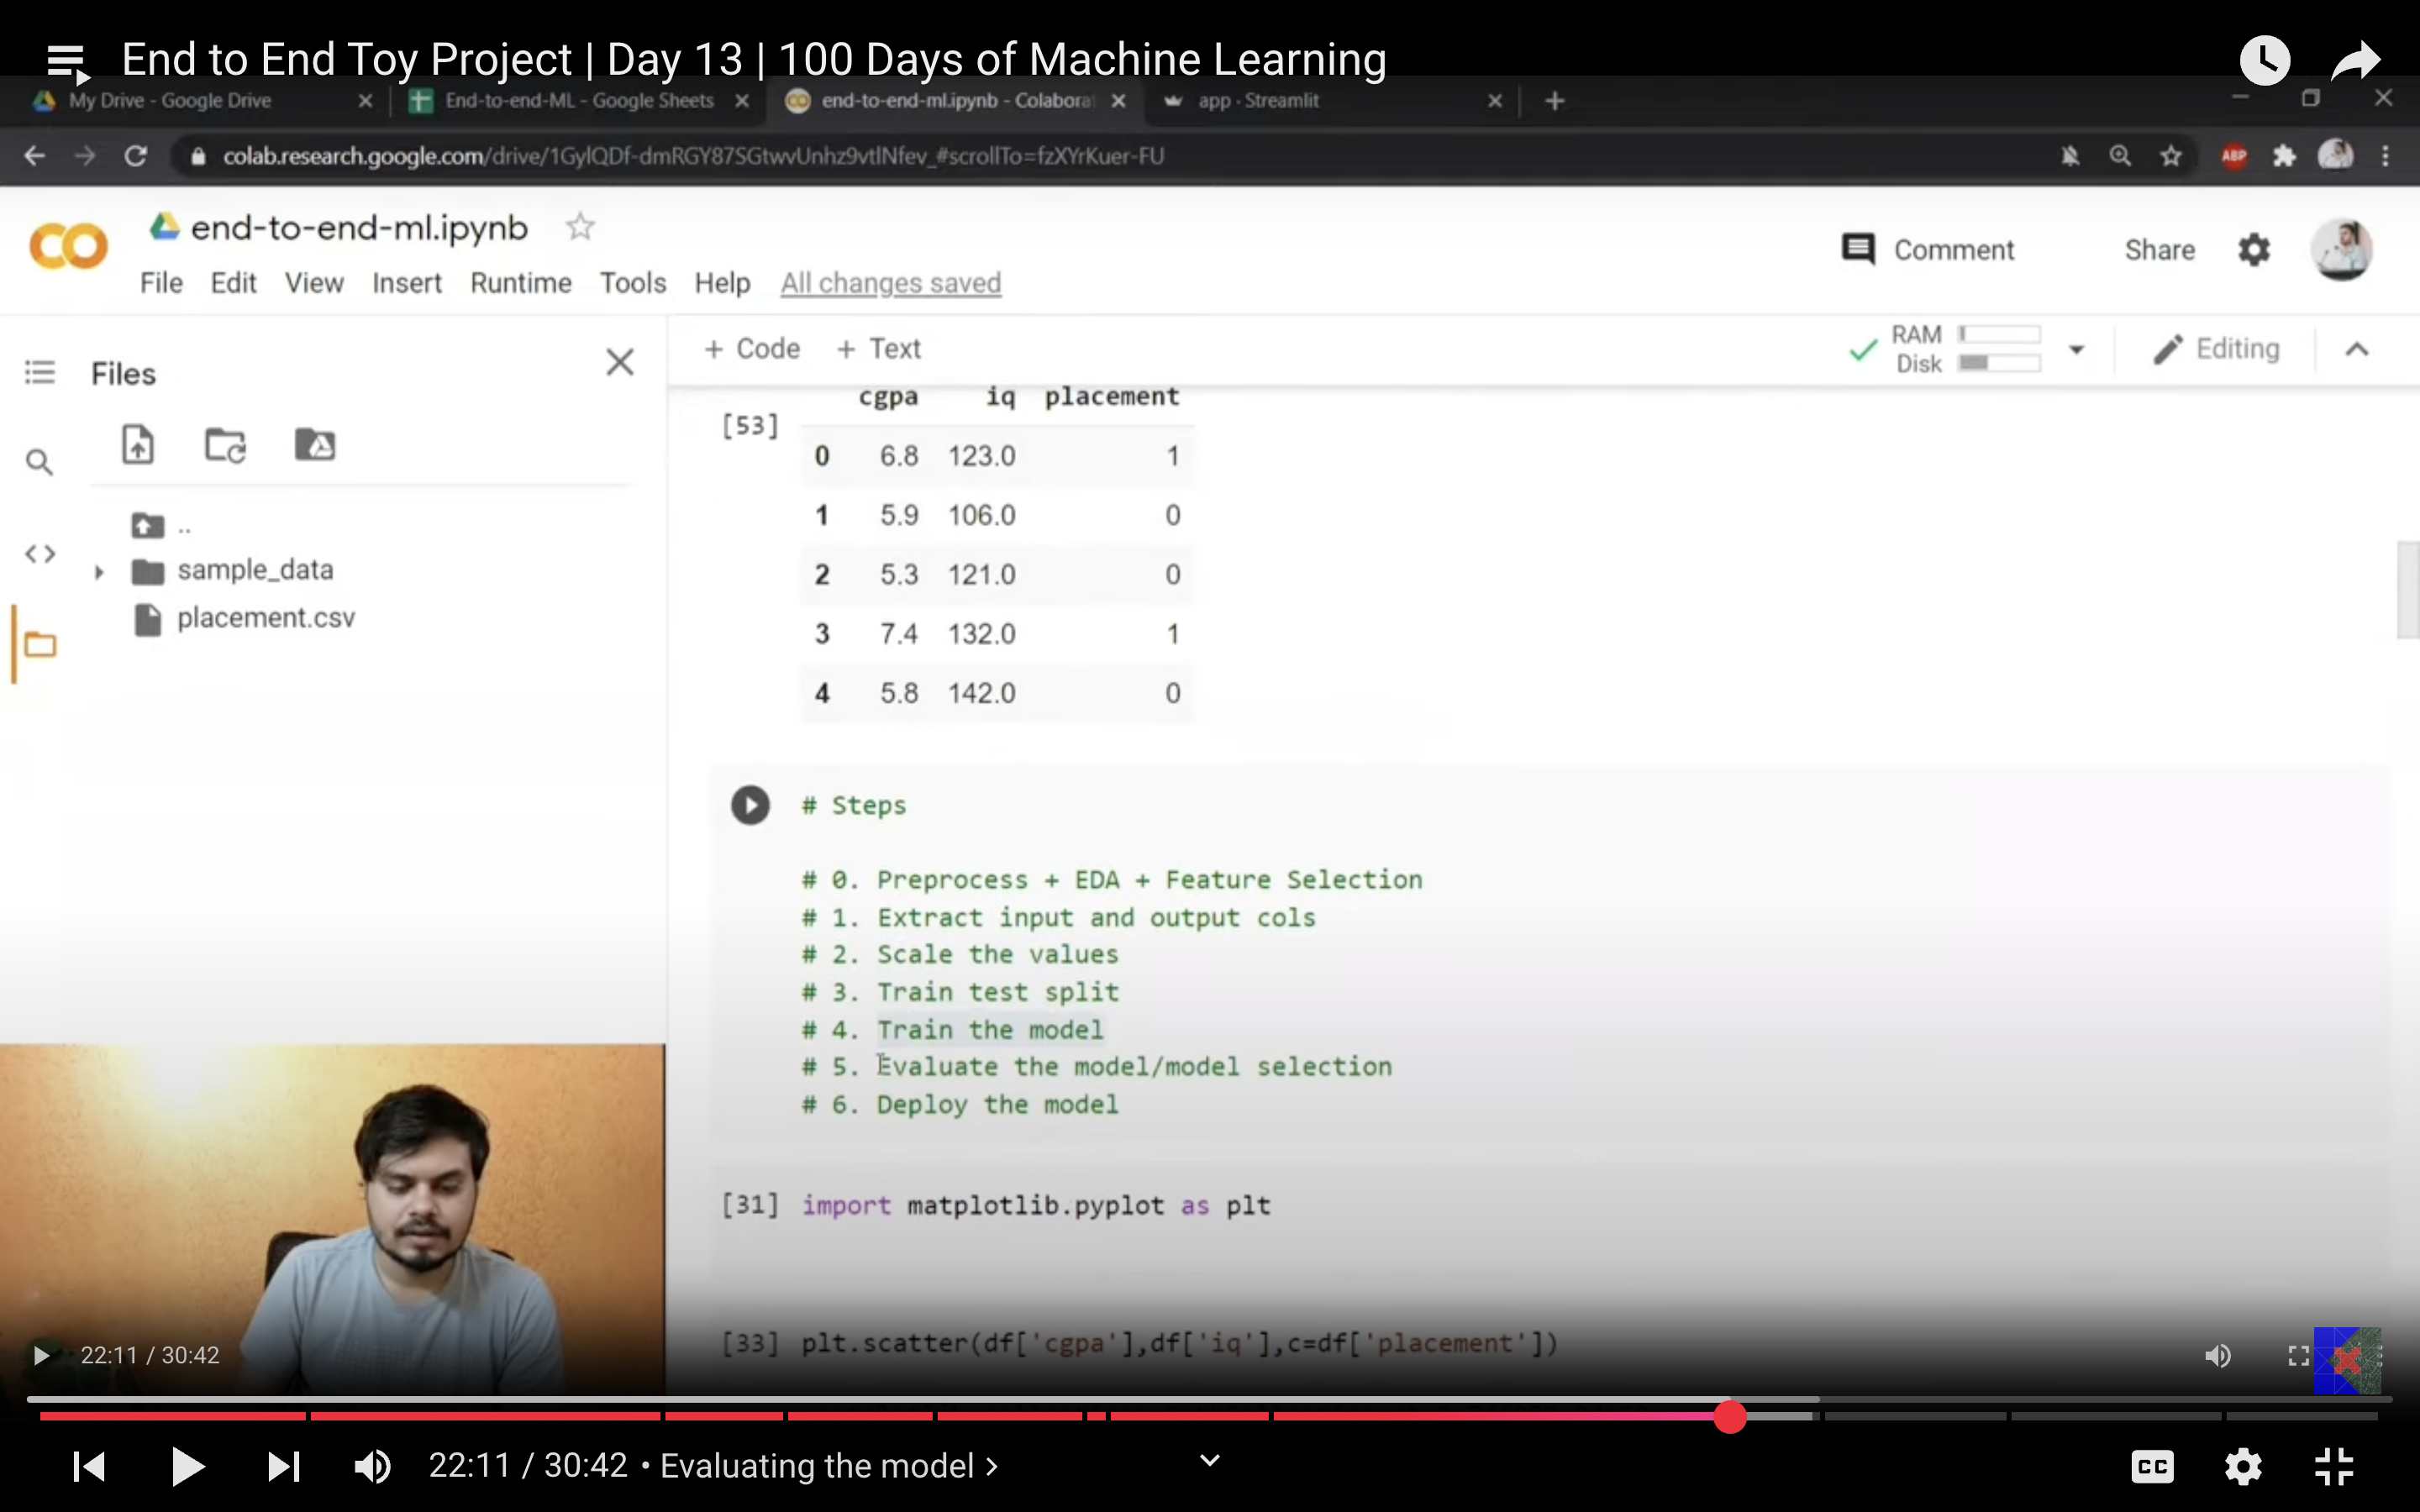 End to End Toy Project | Day 13 | 100 Days of Machine Learning
My Drive - Google Drive
End-to-end-ML - Google Sheets
end-to-end-ml.ipynb - Colabora
app · Streamlit
colab.research.google.com/drive/1GylQDf-dmRGY87SGtwvUnhz9vtlNfev_#scrollTo=fzXYrKuer-FU
ABP
CO
end-to-end-ml.ipynb
Comment
Share
File Edit View Insert Runtime Tools Help All changes saved
Files
+ Code + Text
RAM
Disk
Editing
cgpa iq placement
[53]
0 6.8 123.0 1
1 5.9 106.0 0
2 5.3 121.0 0
3 7.4 132.0 1
4 5.8 142.0 0
..
sample_data
placement.csv
# Steps
# 0. Preprocess + EDA + Feature Selection
# 1. Extract input and output cols
# 2. Scale the values
# 3. Train test split
# 4. Train the model
# 5. Evaluate the model/model selection
# 6. Deploy the model
[31] import matplotlib.pyplot as plt
[33] plt.scatter(df['cgpa'],df['iq'],c=df['placement'])
22:11 / 30:42
22:11 / 30:42 • Evaluating the model >
CC